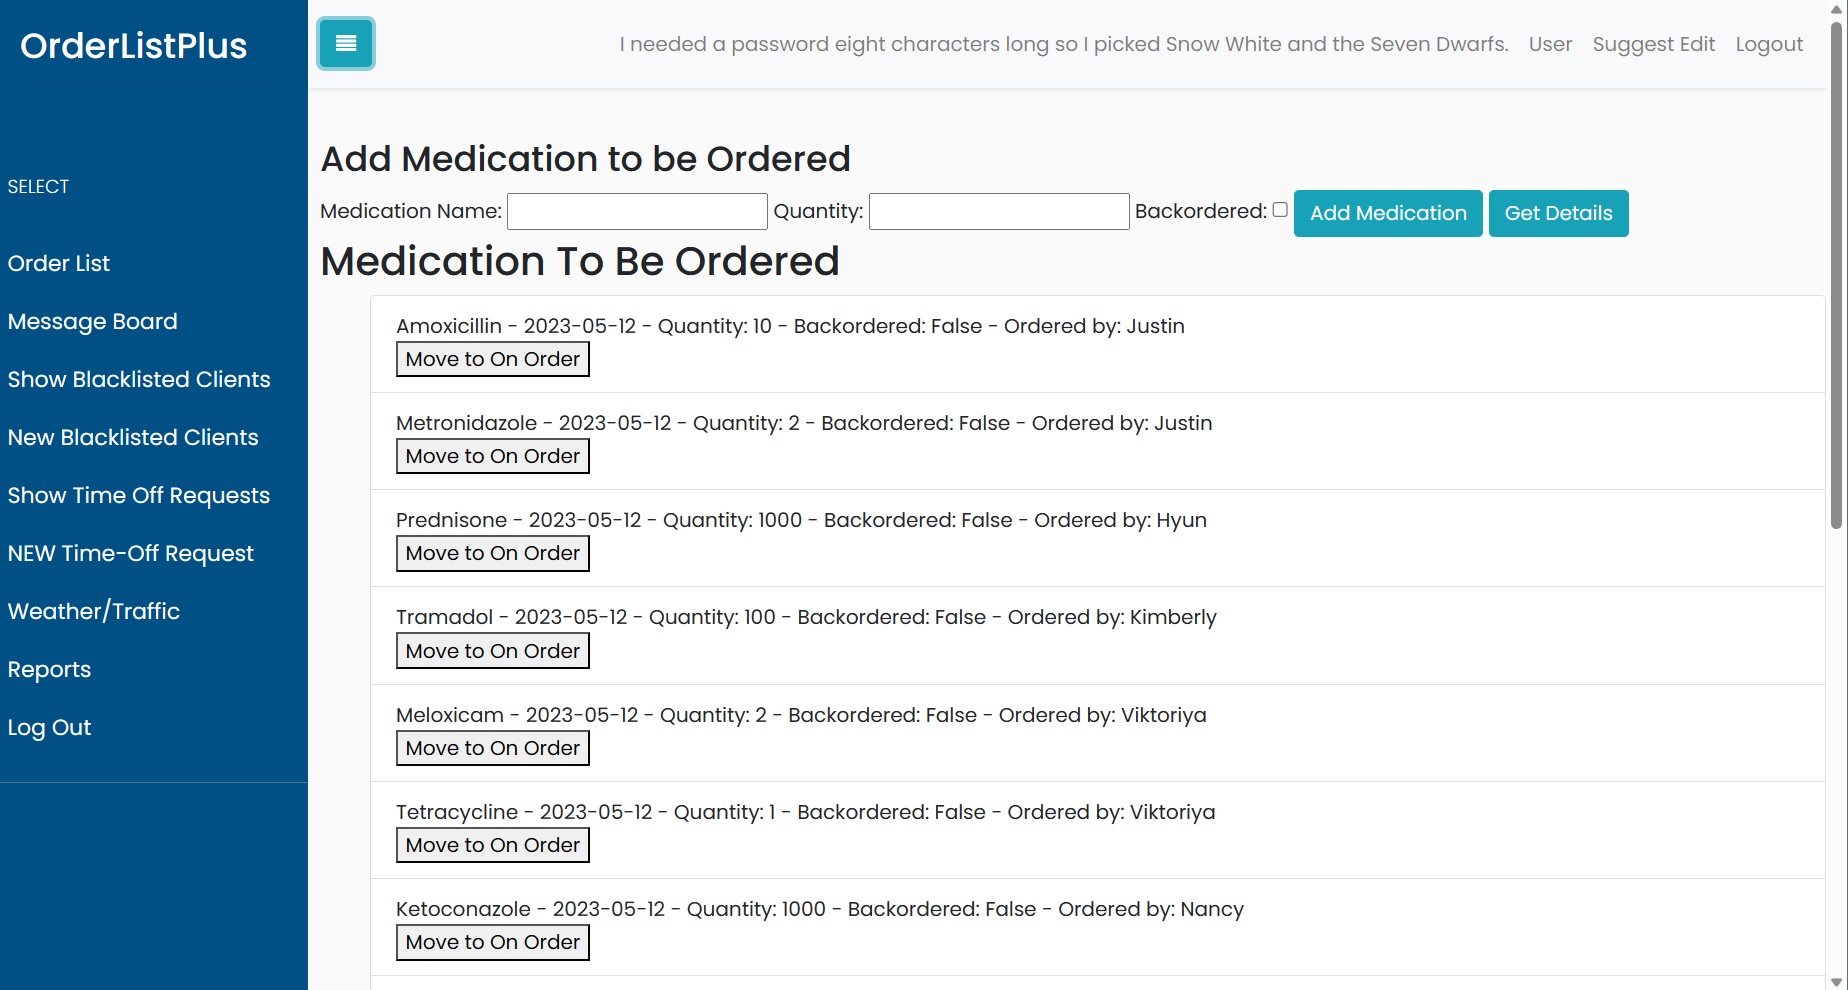 OrderListPlus
I needed a password eight characters long so I picked Snow White and the Seven Dwarfs. User Suggest Edit Logout
SELECT
Order List
Message Board
Show Blacklisted Clients
New Blacklisted Clients
Show Time Off Requests
NEW Time-Off Request
Weather/Traffic
Reports
Log Out
Add Medication to be Ordered
Medication Name: Quantity: Backordered: Add Medication Get Details
Medication To Be Ordered
Amoxicillin - 2023-05-12 - Quantity: 10 - Backordered: False - Ordered by: Justin
Move to On Order
Metronidazole - 2023-05-12 - Quantity: 2 - Backordered: False - Ordered by: Justin
Move to On Order
Prednisone - 2023-05-12 - Quantity: 1000 - Backordered: False - Ordered by: Hyun
Move to On Order
Tramadol - 2023-05-12 - Quantity: 100 - Backordered: False - Ordered by: Kimberly
Move to On Order
Meloxicam - 2023-05-12 - Quantity: 2 - Backordered: False - Ordered by: Viktoriya
Move to On Order
Tetracycline - 2023-05-12 - Quantity: 1 - Backordered: False - Ordered by: Viktoriya
Move to On Order
Ketoconazole - 2023-05-12 - Quantity: 1000 - Backordered: False - Ordered by: Nancy
Move to On Order